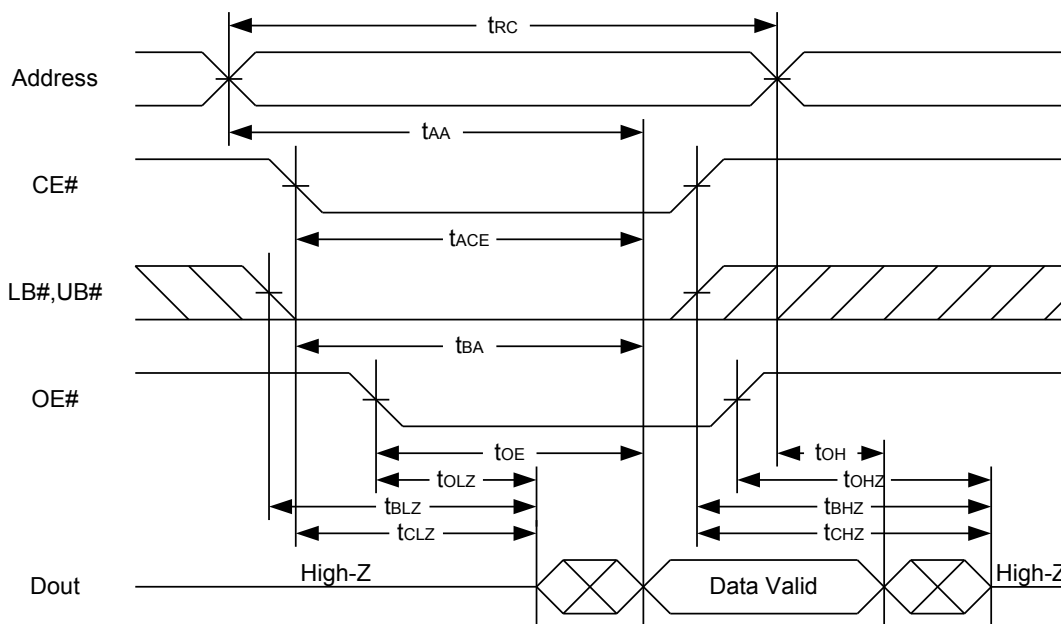 tRC
Address
tAA
CE#
tACE
LB#,UB#
tBA
OE#
tOE
tOH
tOLZ
tOHZ
tBLZ
tBHZ
tCLZ
tCHZ
Dout
High-Z
Data Valid
High-Z